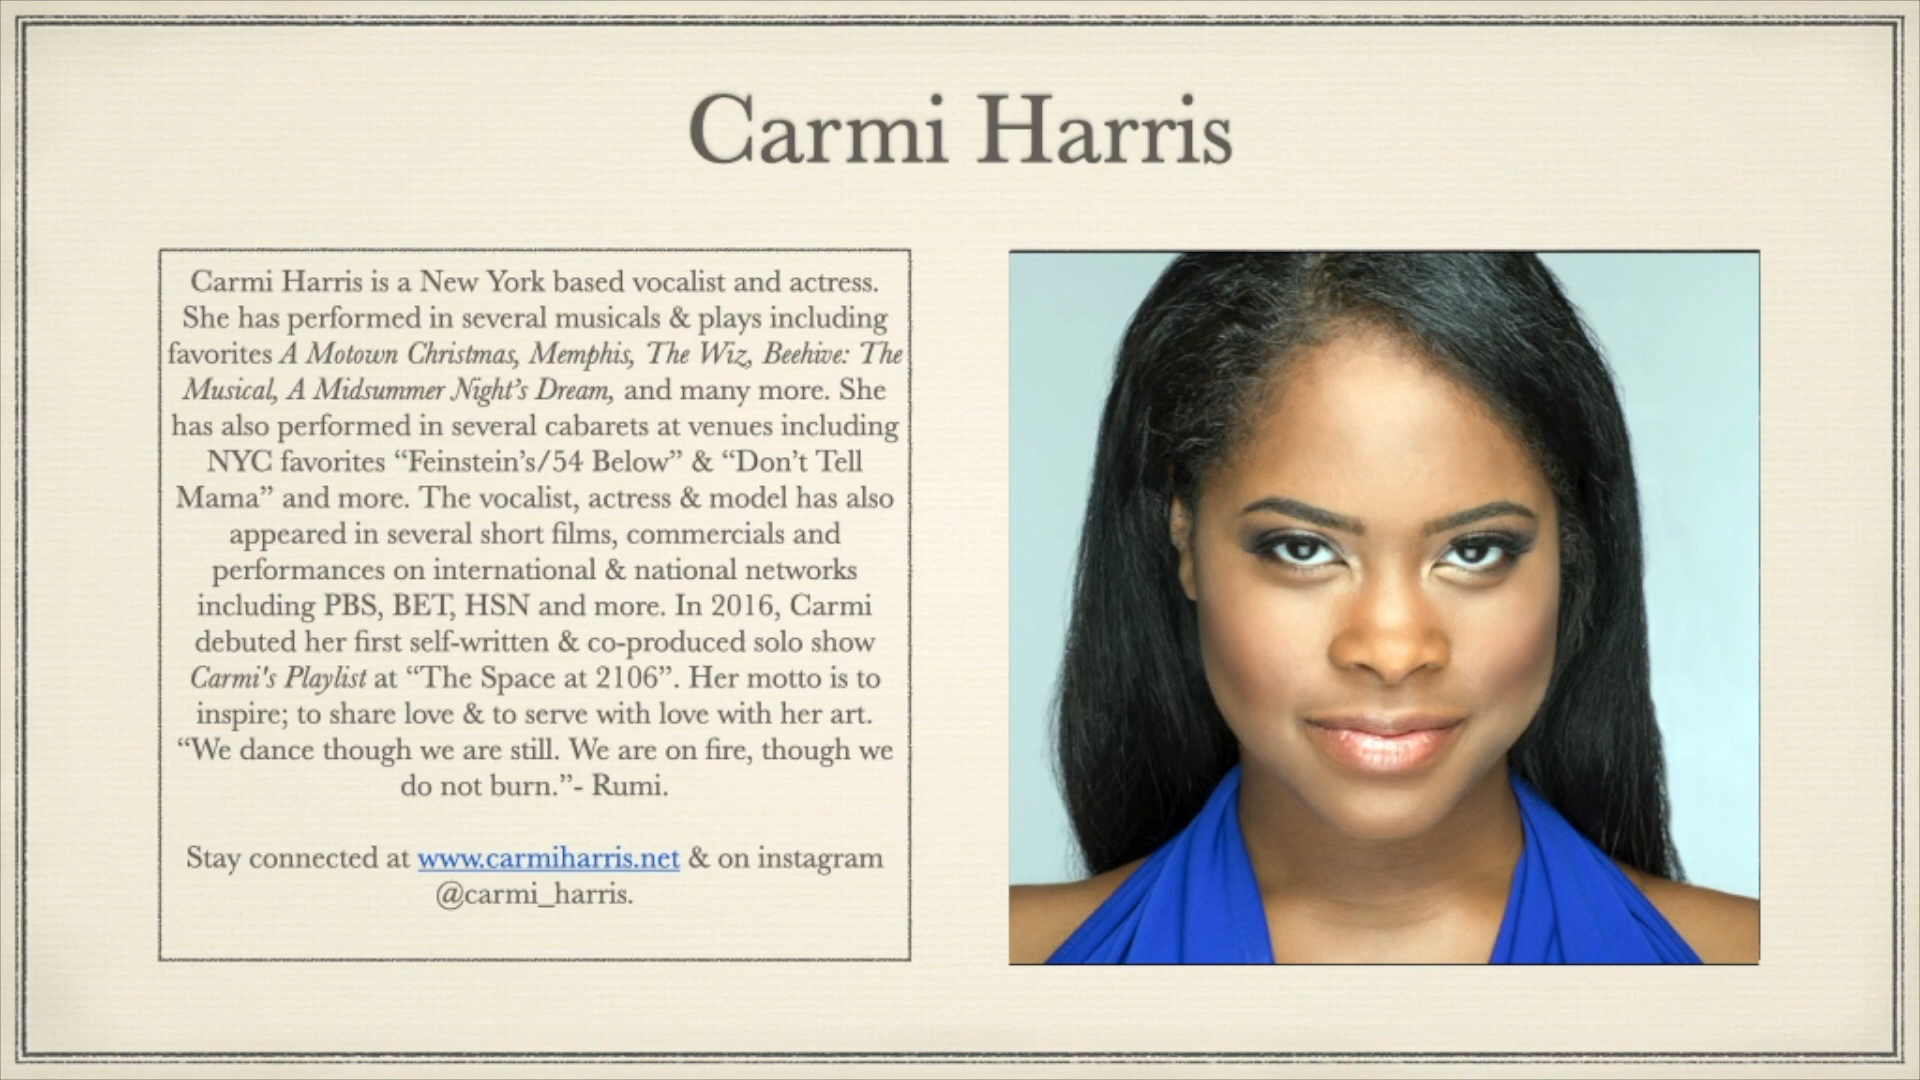 Carmi Harris
Carmi Harris is a New York based vocalist and actress.
She has performed in several musicals & plays including
favorites A Motown Christmas, Memphis, The Wiz, Beehive: The
Musical, A Midsummer Night’s Dream, and many more. She
has also performed in several cabarets at venues including
NYC favorites “Feinstein’s/54 Below” & “Don’t Tell
Mama” and more. The vocalist, actress & model has also
appeared in several short films, commercials and
performances on international & national networks
including PBS, BET, HSN and more. In 2016, Carmi
debuted her first self-written & co-produced solo show
Carmi's Playlist at “The Space at 2106”. Her motto is to
inspire; to share love & to serve with love with her art.
“We dance though we are still. We are on fire, though we
do not burn.”- Rumi.
Stay connected at www.carmiharris.net & on instagram
@carmi_harris.